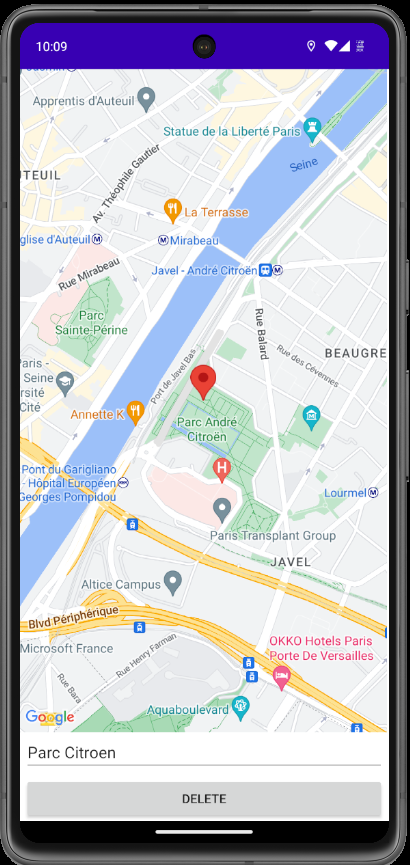 10:09
Apprentis d'Auteuil
Statue de la Liberté Paris
Seine
UTEUIL
Av. Théophile Gautier
La Terrasse
glise d'Auteuil
M
M
Mirabeau
Javel - André Citroën
M
Rue Mirabeau
Parc
Sainte-Périne
Rue Balard
Rue des Cévennes
BEAUGRE
Port de Javel Bas
Paris -
Seine
rsité
Cité
Annette K
Parc André
Citroën
H
Pont du Garigliano
- Hôpital Européen
Georges Pompidou
Lourmel
M
Paris Transplant Group
JAVEL
Altice Campus
Blvd Périphérique
Microsoft France
Rue Henry Farman
OKKO Hotels Paris
Porte De Versailles
Rue Bara
Aquaboulevard
Google
Parc Citroen
DELETE